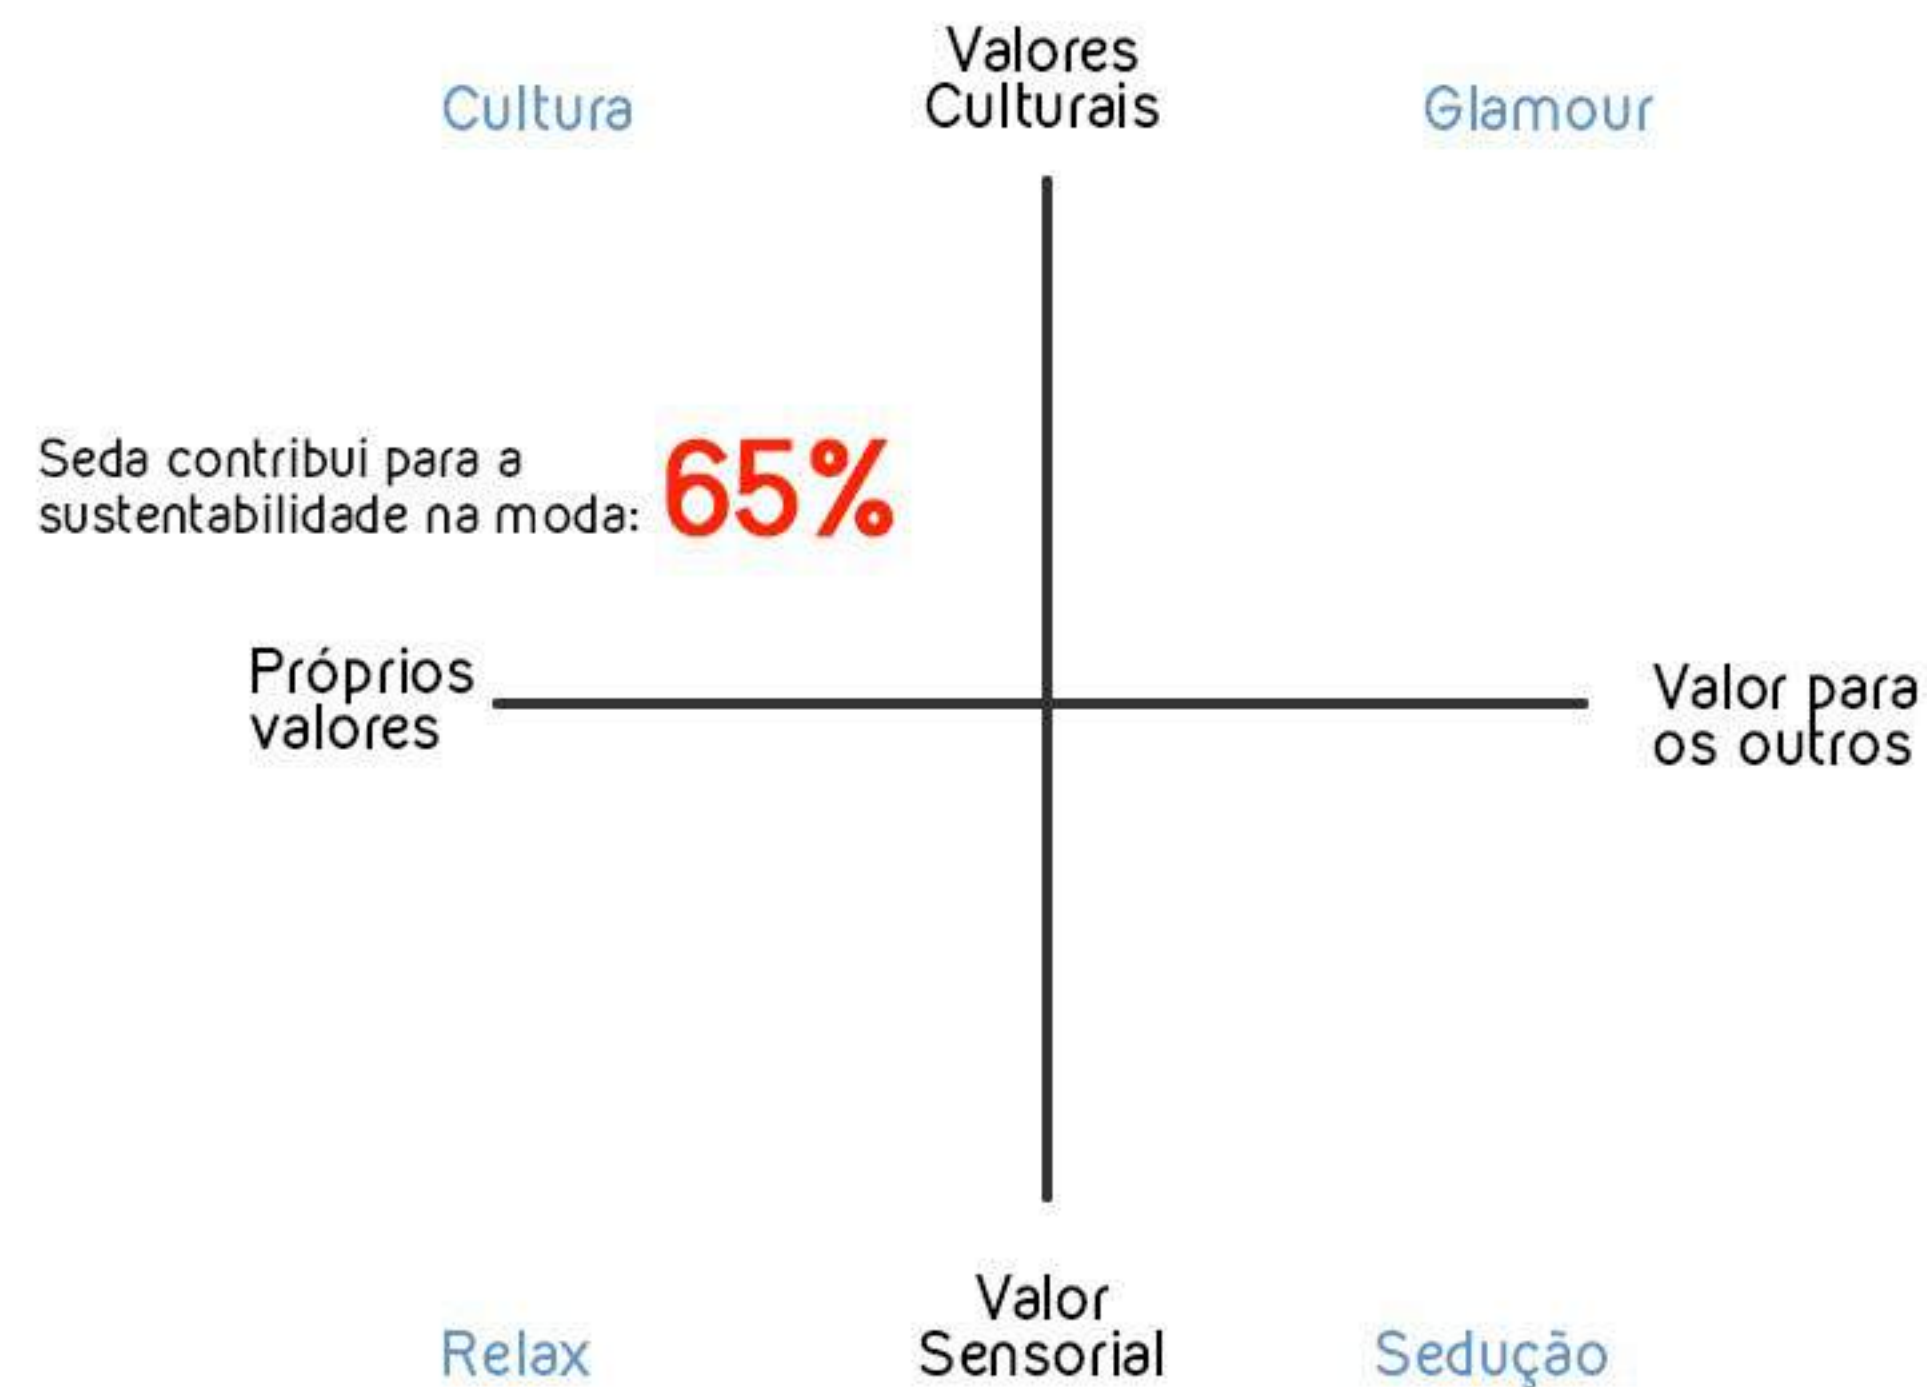 Cultura
Valores
Culturais
Glamour
Seda contribui para a
sustentabilidade na moda:
65%
Próprios
valores
Valor para
os outros
Relax
Valor
Sensorial
Sedução